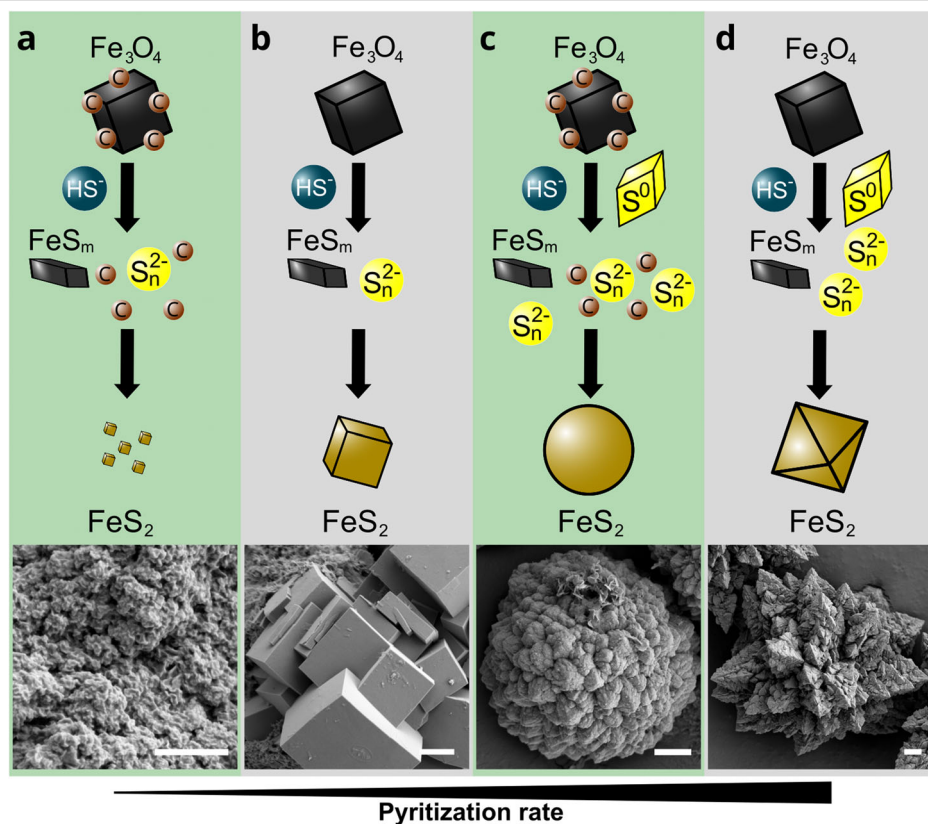 a
Fe₃O₄
C C C C C
HS⁻
FeSₘ
C C C C
Sₙ²⁻
FeS₂
b
Fe₃O₄
HS⁻
FeSₘ
Sₙ²⁻
FeS₂
c
Fe₃O₄
C C C C C
HS⁻ S⁰
FeSₘ
C C C C
Sₙ²⁻ Sₙ²⁻
Sₙ²⁻
FeS₂
d
Fe₃O₄
HS⁻ S⁰
FeSₘ
Sₙ²⁻
Sₙ²⁻
FeS₂
Pyritization rate